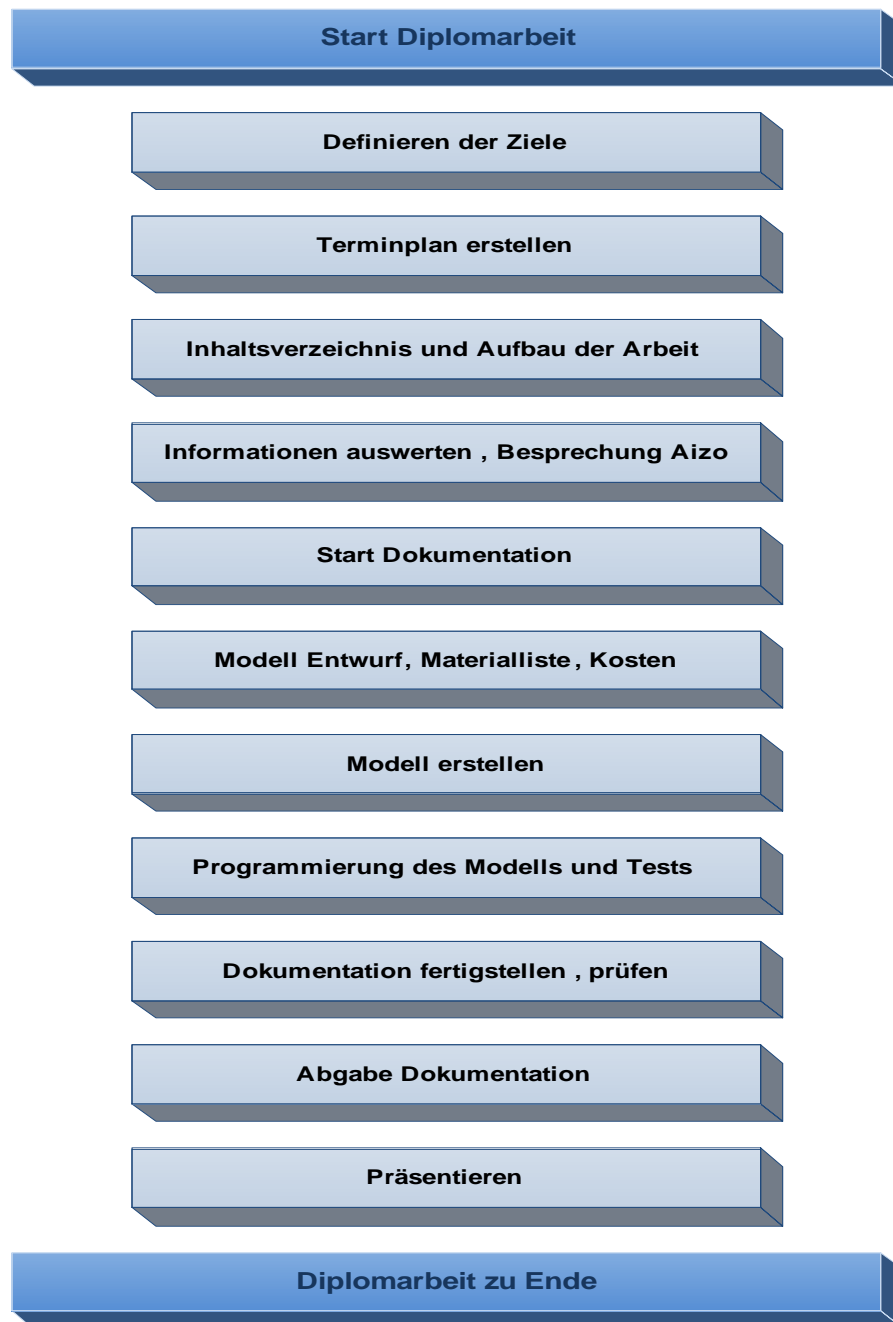 Start Diplomarbeit
Definieren der Ziele
Terminplan erstellen
Inhaltsverzeichnis und Aufbau der Arbeit
Informationen auswerten , Besprechung Aizo
Start Dokumentation
Modell Entwurf, Materialliste , Kosten
Modell erstellen
Programmierung des Modells und Tests
Dokumentation fertigstellen , prüfen
Abgabe Dokumentation
Präsentieren
Diplomarbeit zu Ende